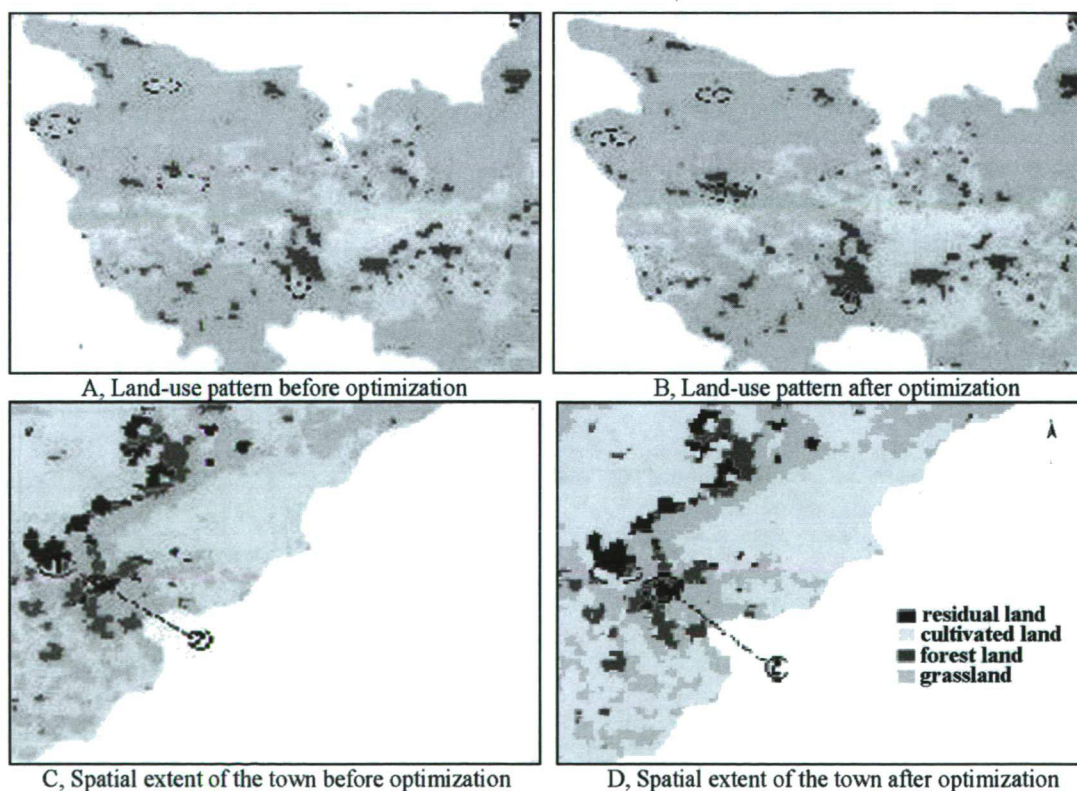 A, Land-use pattern before optimization
B, Land-use pattern after optimization
residual land
cultivated land
forest land
grassland
C, Spatial extent of the town before optimization
D, Spatial extent of the town after optimization